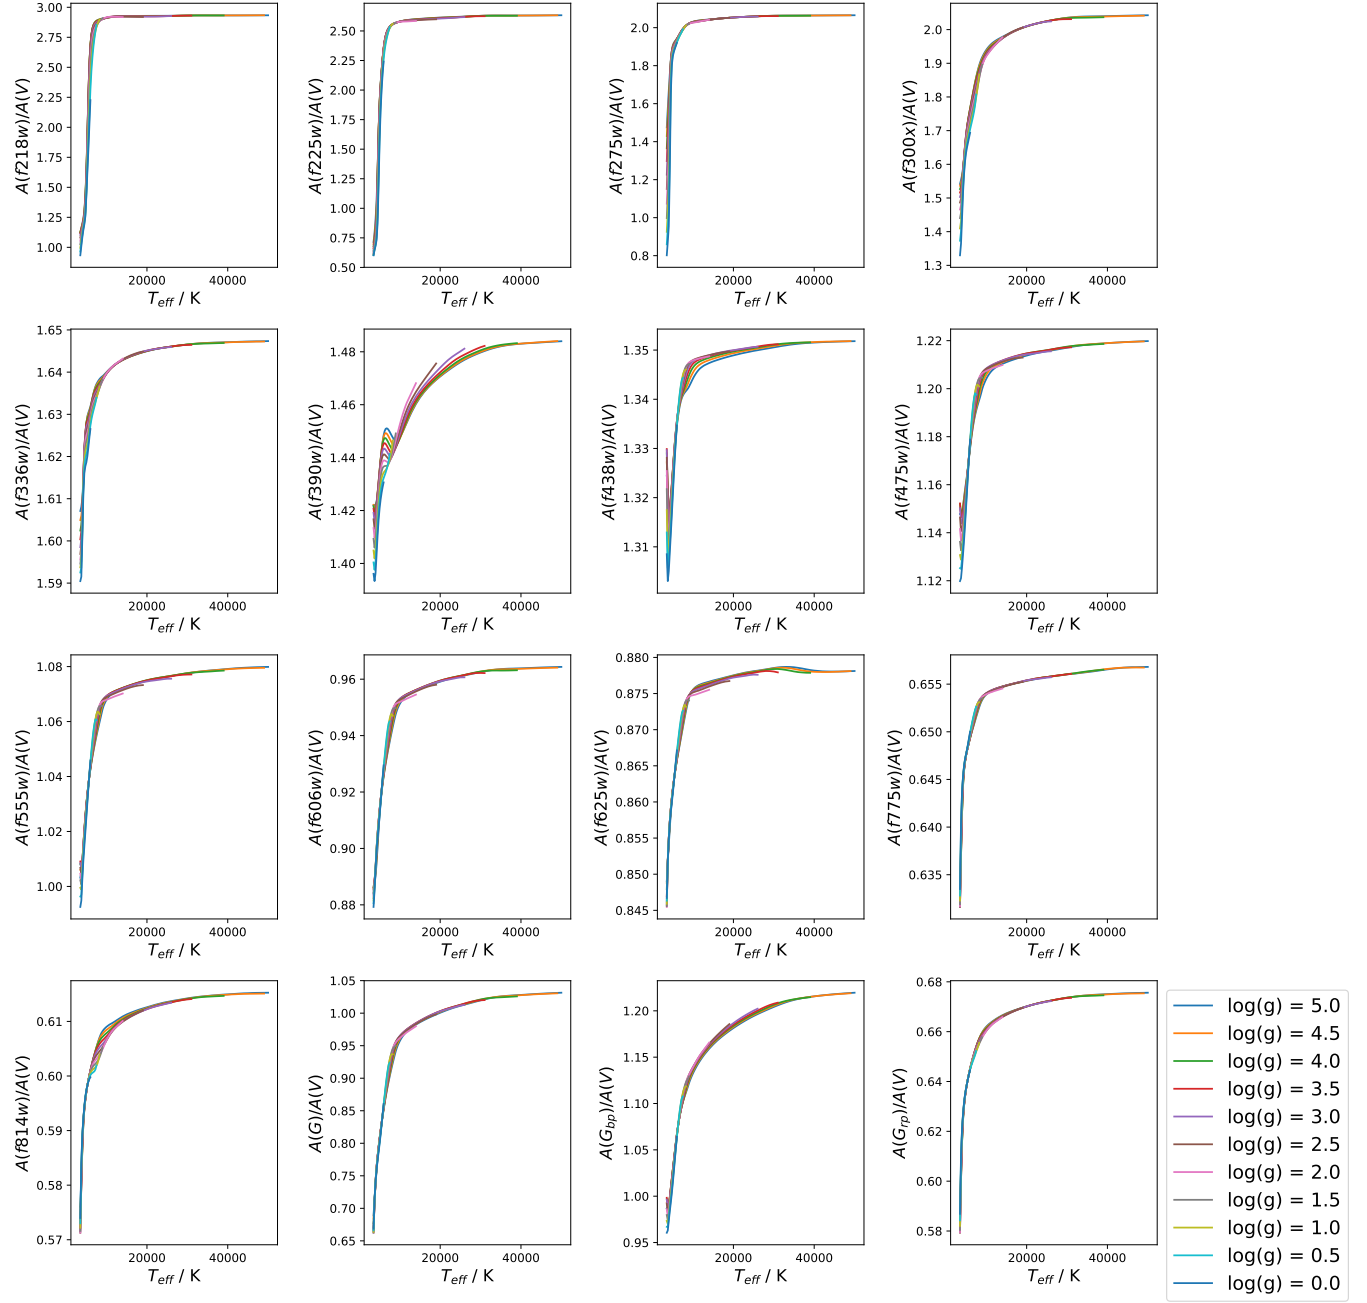 3.00
2.75
2.50
2.25
2.00
1.75
1.50
1.25
1.00
A(f218w)/A(V)
20000 40000
T_eff / K
2.50
2.25
2.00
1.75
1.50
1.25
1.00
0.75
0.50
A(f225w)/A(V)
20000 40000
T_eff / K
2.0
1.8
1.6
1.4
1.2
1.0
0.8
A(f275w)/A(V)
20000 40000
T_eff / K
2.0
1.9
1.8
1.7
1.6
1.5
1.4
1.3
A(f300x)/A(V)
20000 40000
T_eff / K
1.65
1.64
1.63
1.62
1.61
1.60
1.59
A(f336w)/A(V)
20000 40000
T_eff / K
1.48
1.46
1.44
1.42
1.40
A(f390w)/A(V)
20000 40000
T_eff / K
1.35
1.34
1.33
1.32
1.31
A(f438w)/A(V)
20000 40000
T_eff / K
1.22
1.20
1.18
1.16
1.14
1.12
A(f475w)/A(V)
20000 40000
T_eff / K
1.08
1.06
1.04
1.02
1.00
A(f555w)/A(V)
20000 40000
T_eff / K
0.96
0.94
0.92
0.90
0.88
A(f606w)/A(V)
20000 40000
T_eff / K
0.880
0.875
0.870
0.865
0.860
0.855
0.850
0.845
A(f625w)/A(V)
20000 40000
T_eff / K
0.655
0.650
0.645
0.640
0.635
A(f775w)/A(V)
20000 40000
T_eff / K
0.61
0.60
0.59
0.58
0.57
A(f814w)/A(V)
20000 40000
T_eff / K
1.05
1.00
0.95
0.90
0.85
0.80
0.75
0.70
0.65
A(G)/A(V)
20000 40000
T_eff / K
1.20
1.15
1.10
1.05
1.00
0.95
A(G_bp)/A(V)
20000 40000
T_eff / K
0.68
0.66
0.64
0.62
0.60
0.58
A(G_rp)/A(V)
20000 40000
T_eff / K
log(g) = 5.0
log(g) = 4.5
log(g) = 4.0
log(g) = 3.5
log(g) = 3.0
log(g) = 2.5
log(g) = 2.0
log(g) = 1.5
log(g) = 1.0
log(g) = 0.5
log(g) = 0.0